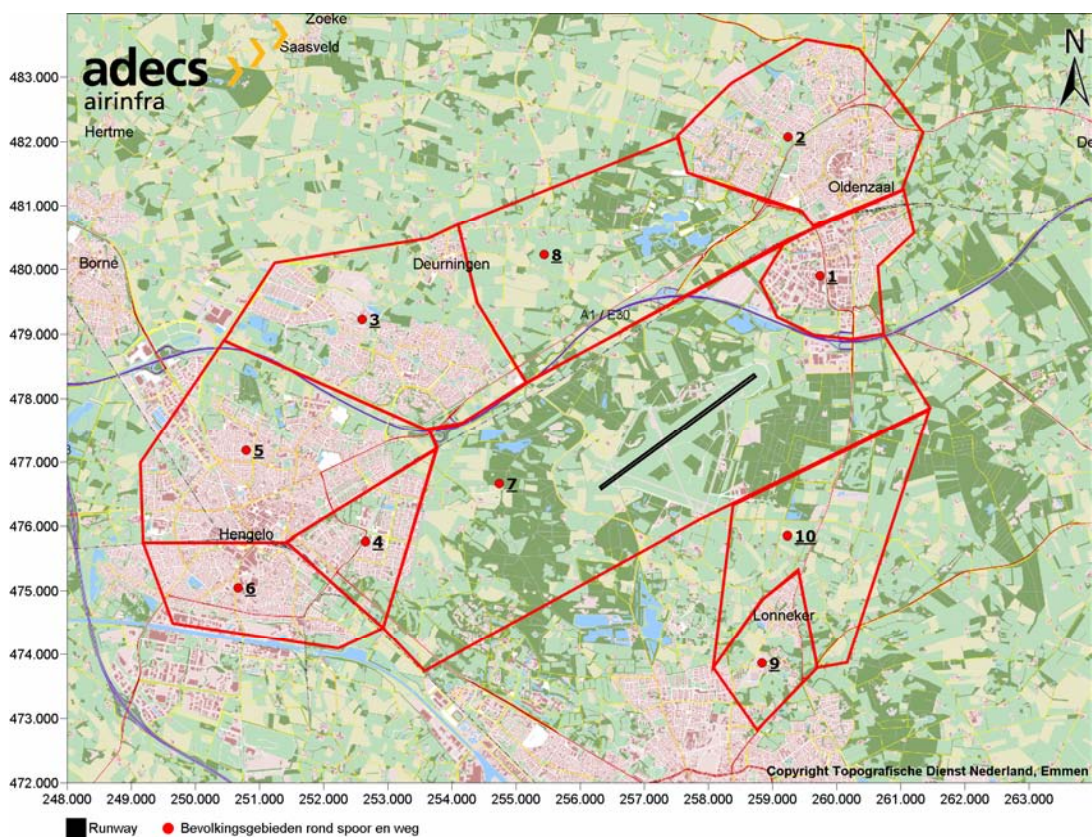 Zoeke
Saasveld
N
adecs
airinfra
483.000
Hertme
482.000
2
Oldenzaal
481.000
8
Borne
Deurningen
480.000
1
3
A1 / E30
479.000
478.000
5
477.000
7
476.000
Hengelo
4
10
475.000
6
Lonneker
474.000
9
473.000
472.000
Copyright Topografische Dienst Nederland, Emmen
248.000 249.000 250.000 251.000 252.000 253.000 254.000 255.000 256.000 257.000 258.000 259.000 260.000 261.000 262.000 263.000
Runway Bevolkingsgebieden rond spoor en weg